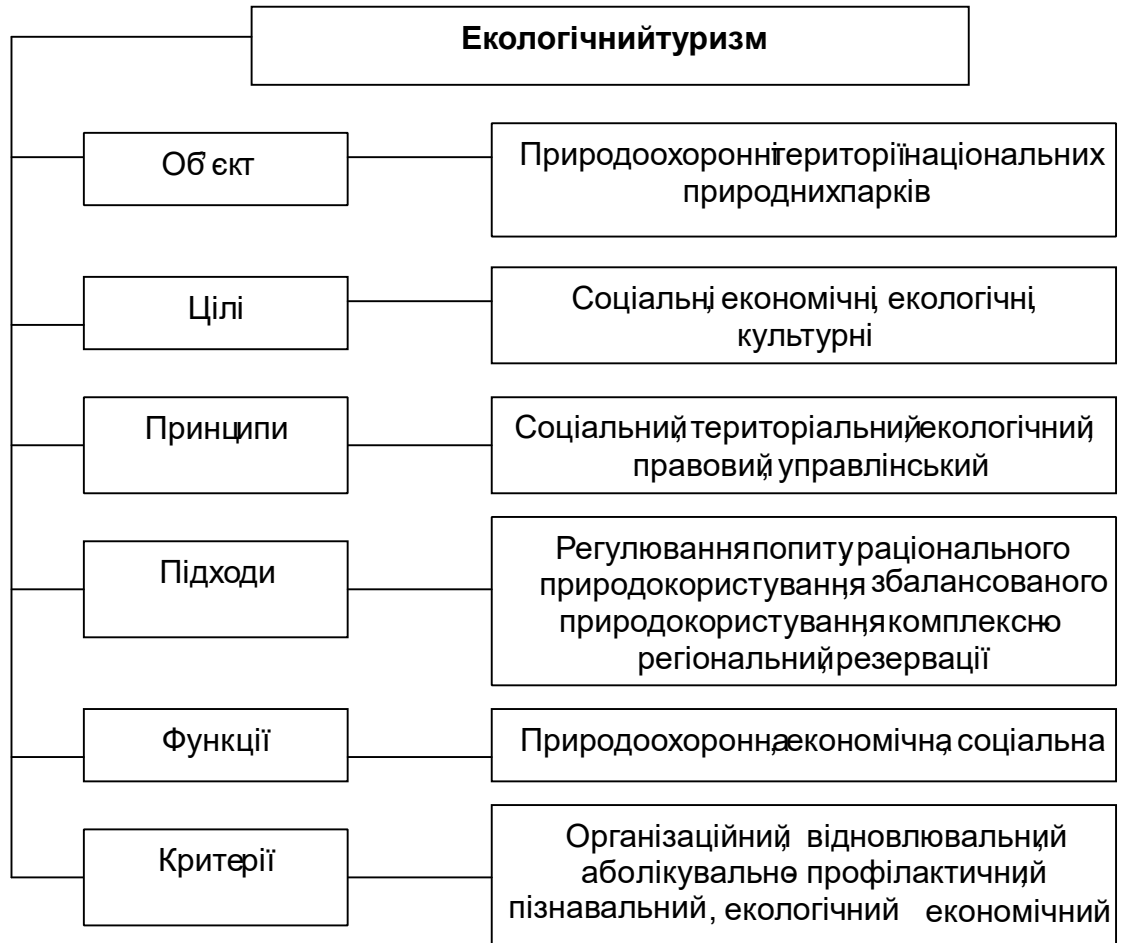 Екологічний туризм
Об'єкт
Природоохоронні території національних
природних парків
Цілі
Соціальні, економічні, екологічні,
культурні
Принципи
Соціальний, територіальний, екологічний,
правовий, управлінський
Підходи
Регулювання попиту, раціонального
природокористування, збалансованого
природокористування, комплексно-
регіональний, резервації
Функції
Природоохоронна, економічна, соціальна
Критерії
Організаційний, відновлювальний,
або лікувально- профілактичний,
пізнавальний, екологічний економічний